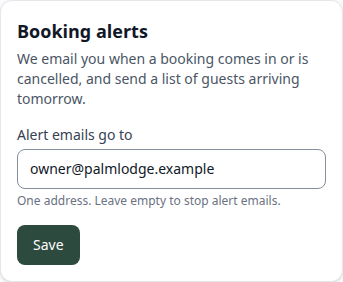 Booking alerts
We email you when a booking comes in or is
cancelled, and send a list of guests arriving
tomorrow.
Alert emails go to
owner@palmlodge.example
One address. Leave empty to stop alert emails.
Save